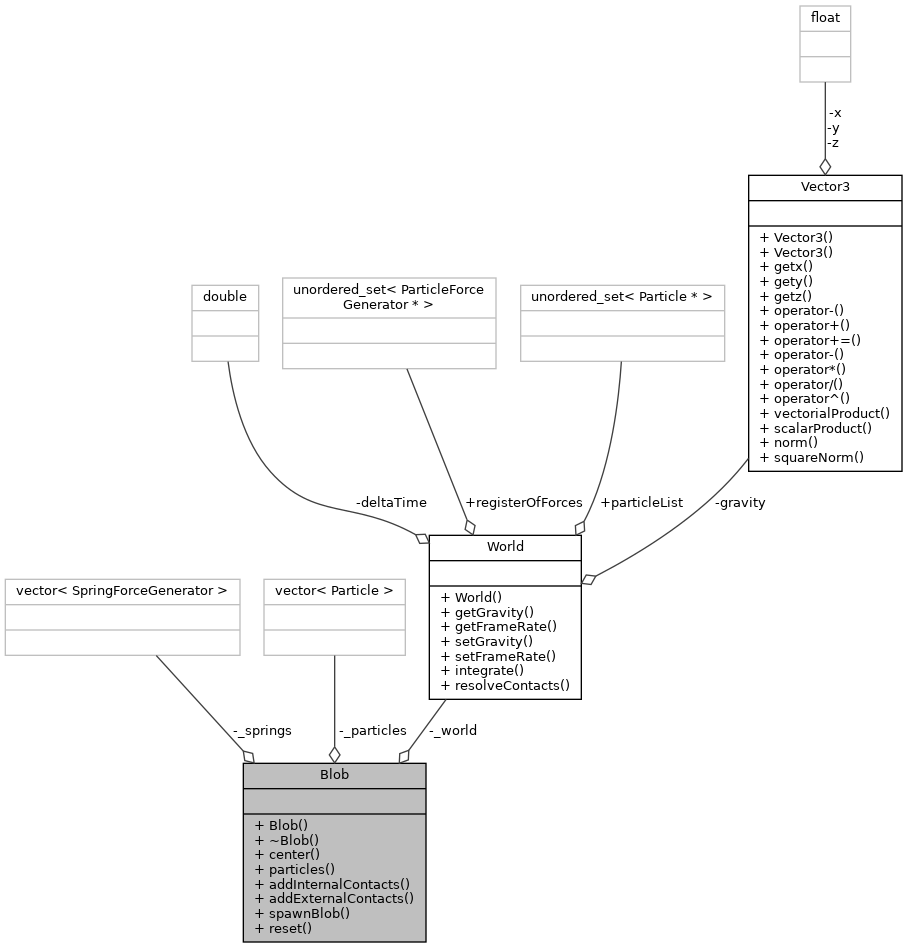 float
-x
-y
-z
Vector3
+ Vector3()
+ Vector3()
+ getx()
+ gety()
+ getz()
+ operator-()
+ operator+()
+ operator+=()
+ operator-()
+ operator*()
+ operator/()
+ operator^()
+ vectorialProduct()
+ scalarProduct()
+ norm()
+ squareNorm()
double
unordered_set< ParticleForce
Generator * >
unordered_set< Particle * >
-deltaTime
+registerOfForces
+particleList
-gravity
World
+ World()
+ getGravity()
+ getFrameRate()
+ setGravity()
+ setFrameRate()
+ integrate()
+ resolveContacts()
vector< SpringForceGenerator >
vector< Particle >
-_springs
-_particles
-_world
Blob
+ Blob()
+ ~Blob()
+ center()
+ particles()
+ addInternalContacts()
+ addExternalContacts()
+ spawnBlob()
+ reset()